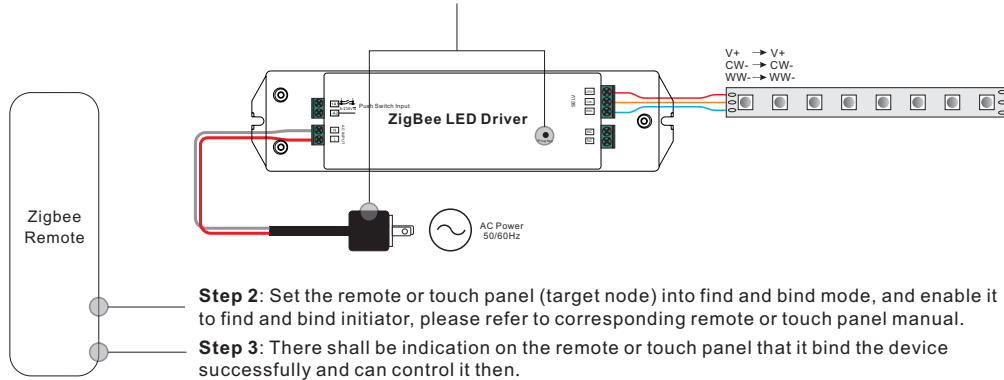 V+ → V+
CW- → CW-
WW- → WW-
Push Switch Input
SELV
ZigBee LED Driver
AC INPUT
N
L
Zigbee
Remote
AC Power
50/60Hz
Step 2: Set the remote or touch panel (target node) into find and bind mode, and enable it
to find and bind initiator, please refer to corresponding remote or touch panel manual.
Step 3: There shall be indication on the remote or touch panel that it bind the device
successfully and can control it then.